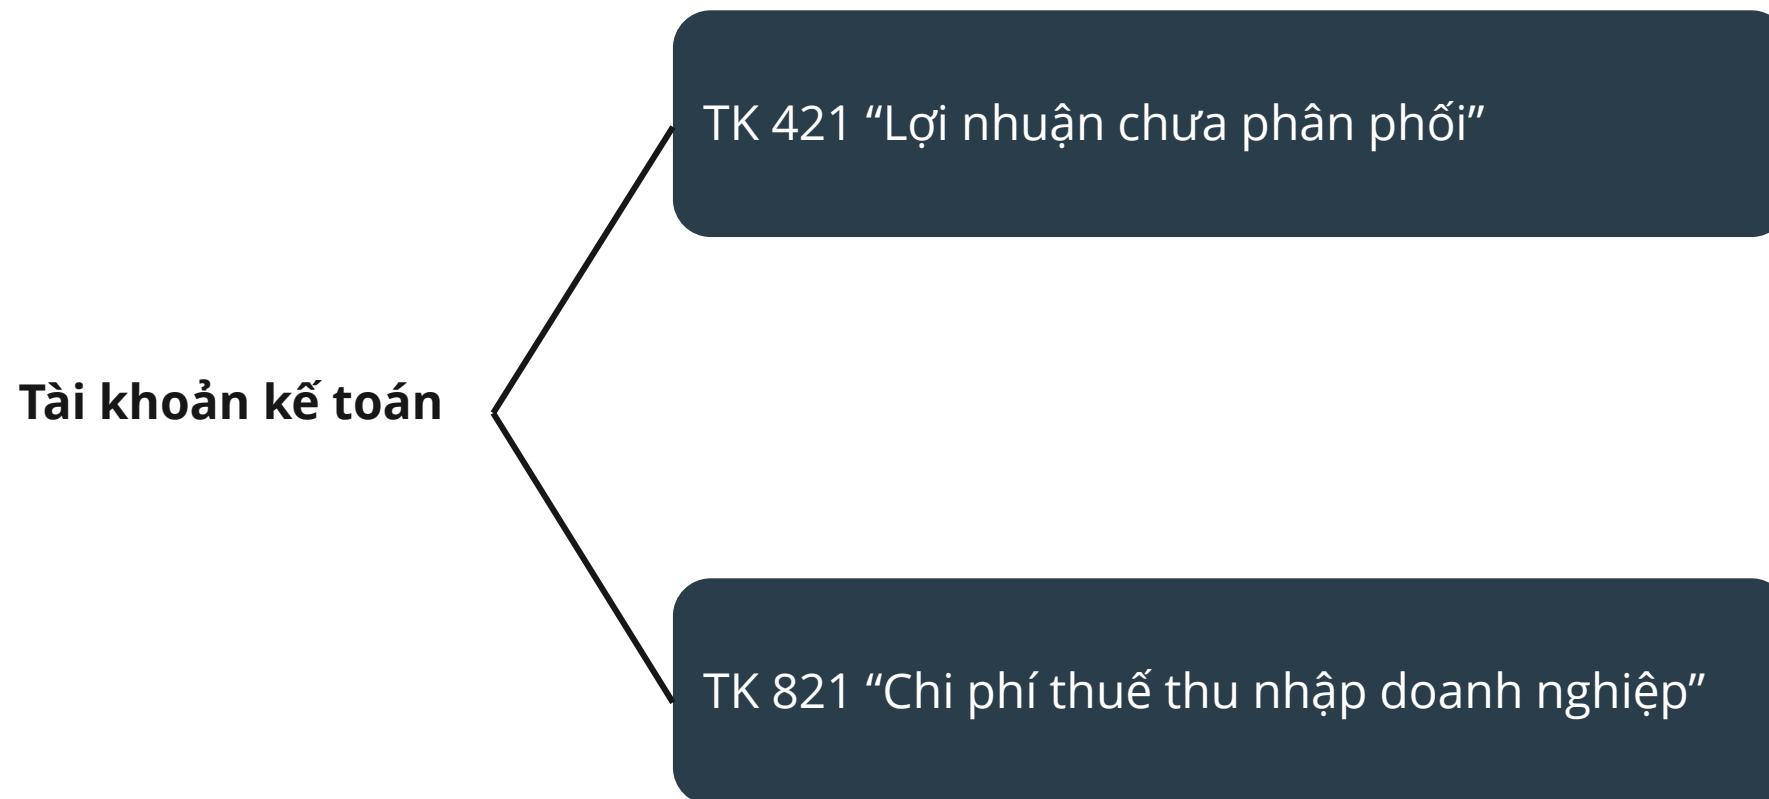 TK 421 “Lợi nhuận chưa phân phối”
Tài khoản kế toán
TK 821 “Chi phí thuế thu nhập doanh nghiệp”